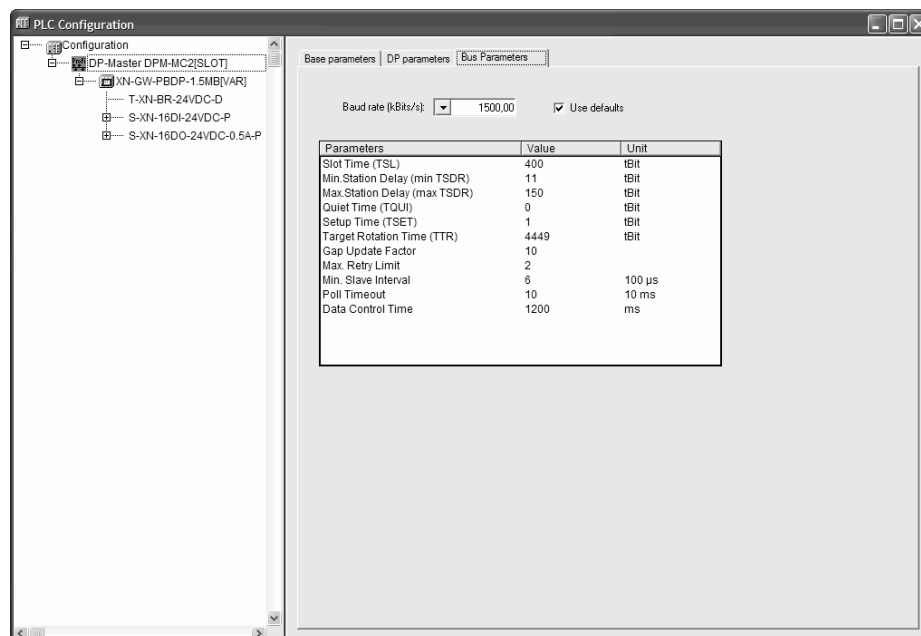 PLC Configuration
Configuration
DP-Master DPM-MC2[SLOT]
XN-GW-PBDP-1.5MB[VAR]
T-XN-BR-24VDC-D
S-XN-16DI-24VDC-P
S-XN-16DO-24VDC-0.5A-P
Base parameters DP parameters Bus Parameters
Baud rate (kBits/s): 1500,00 Use defaults
Parameters Value Unit
Slot Time (TSL) 400 tBit
Min.Station Delay (min TSDR) 11 tBit
Max.Station Delay (max TSDR) 150 tBit
Quiet Time (TQUI) 0 tBit
Setup Time (TSET) 1 tBit
Target Rotation Time (TTR) 4449 tBit
Gap Update Factor 10
Max. Retry Limit 2
Min. Slave Interval 6 100 µs
Poll Timeout 10 10 ms
Data Control Time 1200 ms